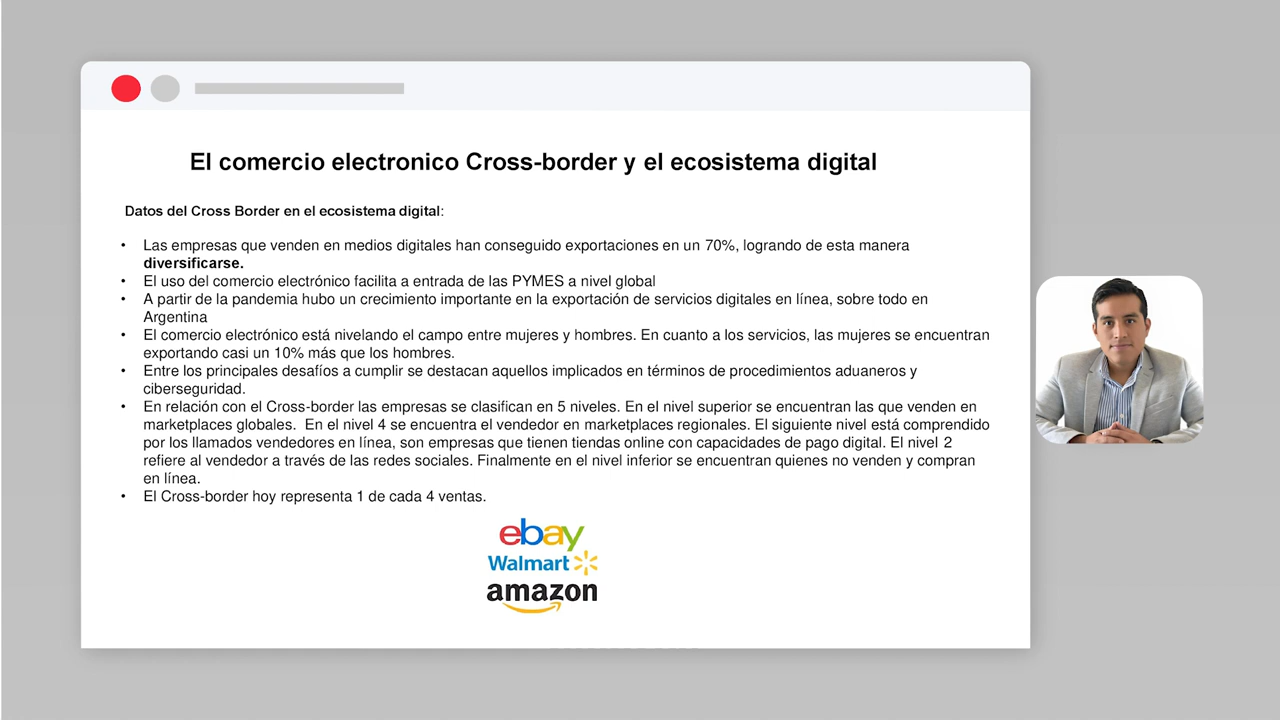 El comercio electronico Cross-border y el ecosistema digital
Datos del Cross Border en el ecosistema digital:
• Las empresas que venden en medios digitales han conseguido exportaciones en un 70%, logrando de esta manera
diversificarse.
• El uso del comercio electrónico facilita a entrada de las PYMES a nivel global
• A partir de la pandemia hubo un crecimiento importante en la exportación de servicios digitales en línea, sobre todo en
Argentina
• El comercio electrónico está nivelando el campo entre mujeres y hombres. En cuanto a los servicios, las mujeres se encuentran
exportando casi un 10% más que los hombres.
• Entre los principales desafíos a cumplir se destacan aquellos implicados en términos de procedimientos aduaneros y
ciberseguridad.
• En relación con el Cross-border las empresas se clasifican en 5 niveles. En el nivel superior se encuentran las que venden en
marketplaces globales. En el nivel 4 se encuentra el vendedor en marketplaces regionales. El siguiente nivel está comprendido
por los llamados vendedores en línea, son empresas que tienen tiendas online con capacidades de pago digital. El nivel 2
refiere al vendedor a través de las redes sociales. Finalmente en el nivel inferior se encuentran quienes no venden y compran
en línea.
• El Cross-border hoy representa 1 de cada 4 ventas.
ebay
Walmart
amazon